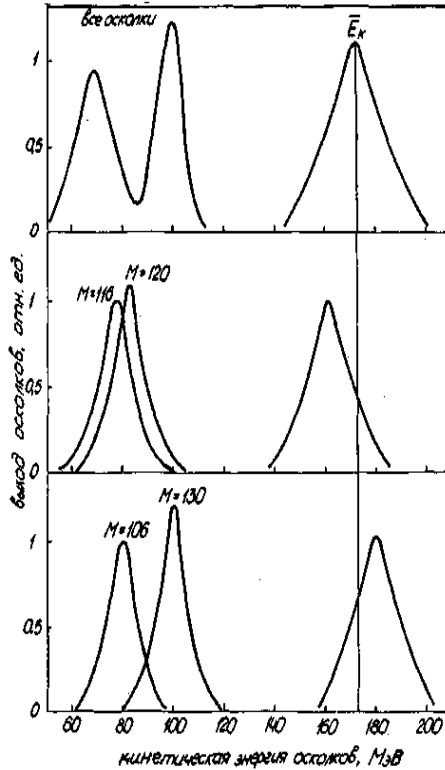 все осколки
E̅к
1
0,5
0
M=116
M=120
1
0,5
0
M=106
M=130
1
0.5
0
60 80 100 120 140 160 180 200
выход осколков, отн. ед.
кинетическая энергия осколков, МэВ